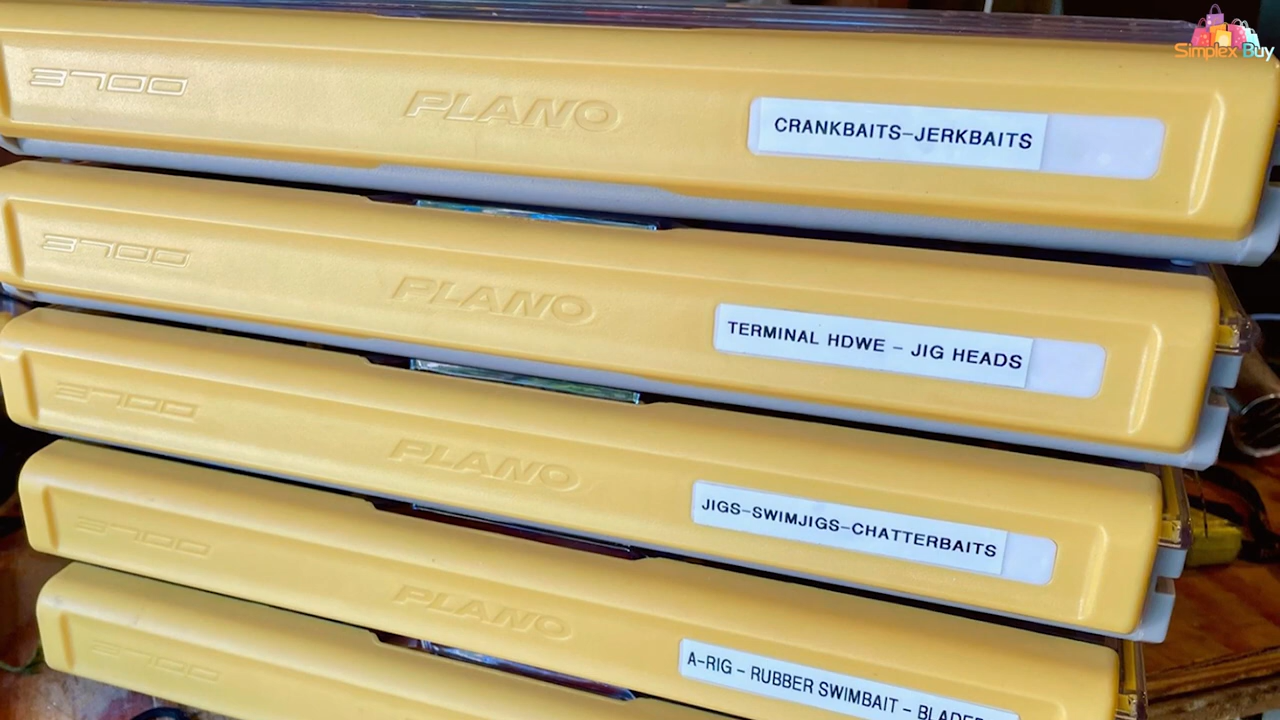 Simplex Buy
3700 PLANO CRANKBAITS-JERKBAITS
3700 PLANO TERMINAL HDWE - JIG HEADS
3700 PLANO JIGS-SWIMJIGS-CHATTERBAITS
3700 PLANO A-RIG - RUBBER SWIMBAIT -
3700